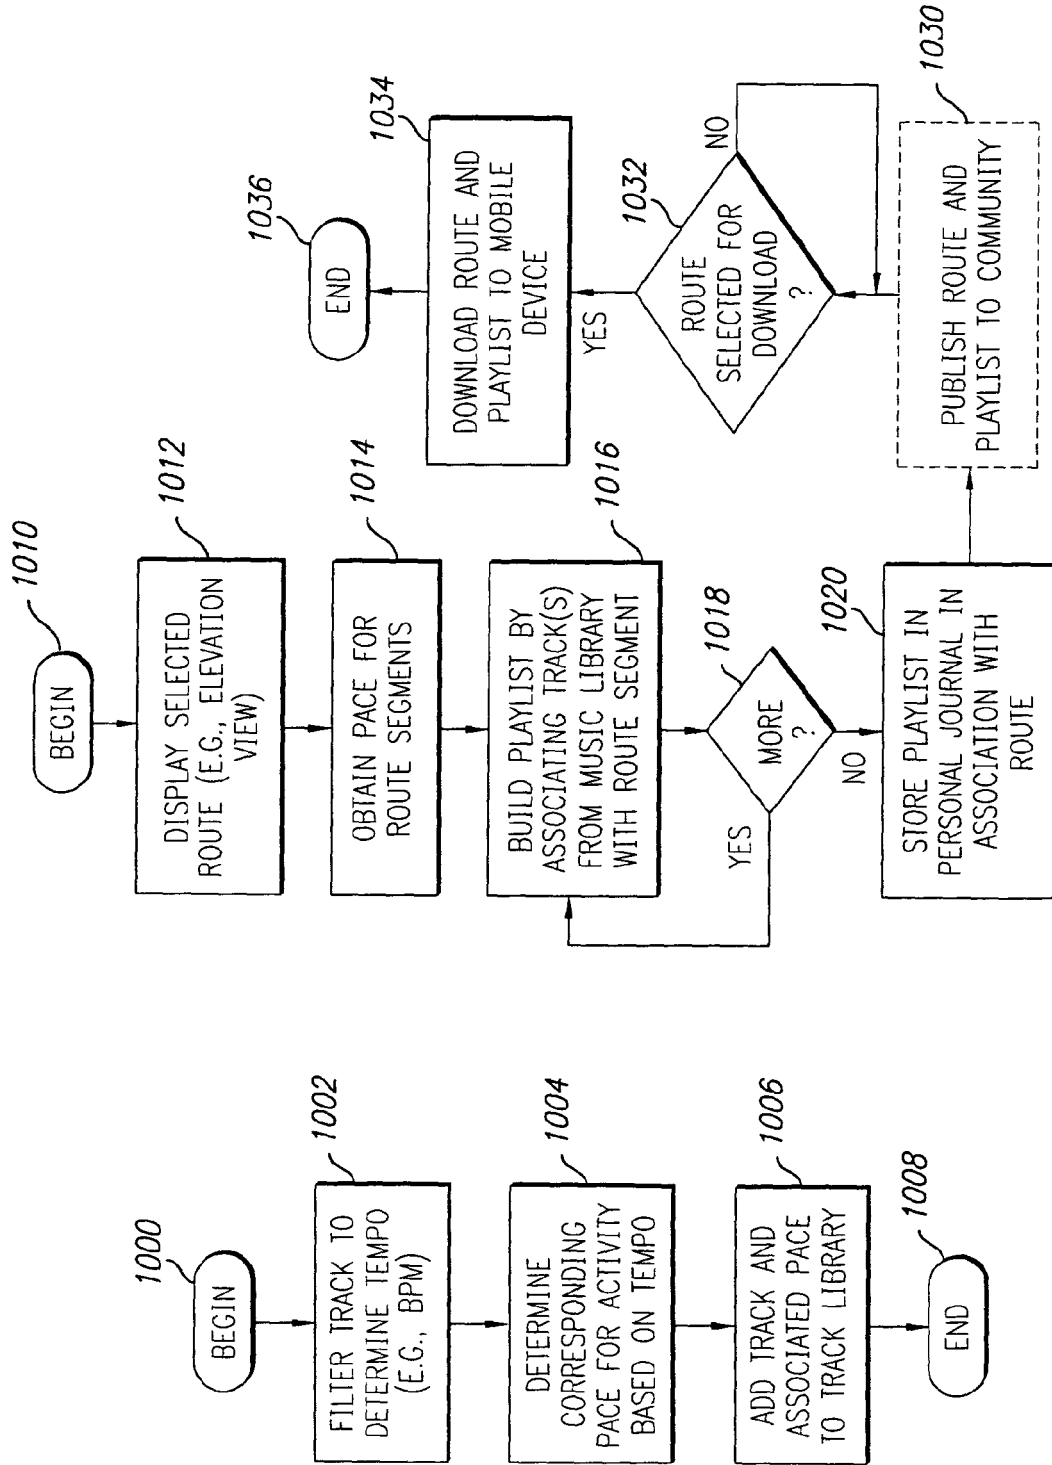 1000
BEGIN
1002
FILTER TRACK TO
DETERMINE TEMPO
(E.G., BPM)
1004
DETERMINE
CORRESPONDING
PACE FOR ACTIVITY
BASED ON TEMPO
1006
ADD TRACK AND
ASSOCIATED PACE
TO TRACK LIBRARY
1008
END
1010
BEGIN
1012
DISPLAY SELECTED
ROUTE (E.G., ELEVATION
VIEW)
1014
OBTAIN PACE FOR
ROUTE SEGMENTS
1016
BUILD PLAYLIST BY
ASSOCIATING TRACK(S)
FROM MUSIC LIBRARY
WITH ROUTE SEGMENT
1018
MORE
?
YES
NO
1020
STORE PLAYLIST IN
PERSONAL JOURNAL IN
ASSOCIATION WITH
ROUTE
1030
PUBLISH ROUTE AND
PLAYLIST TO COMMUNITY
1032
ROUTE
SELECTED FOR
DOWNLOAD
?
NO
YES
1034
DOWNLOAD ROUTE AND
PLAYLIST TO MOBILE
DEVICE
1036
END